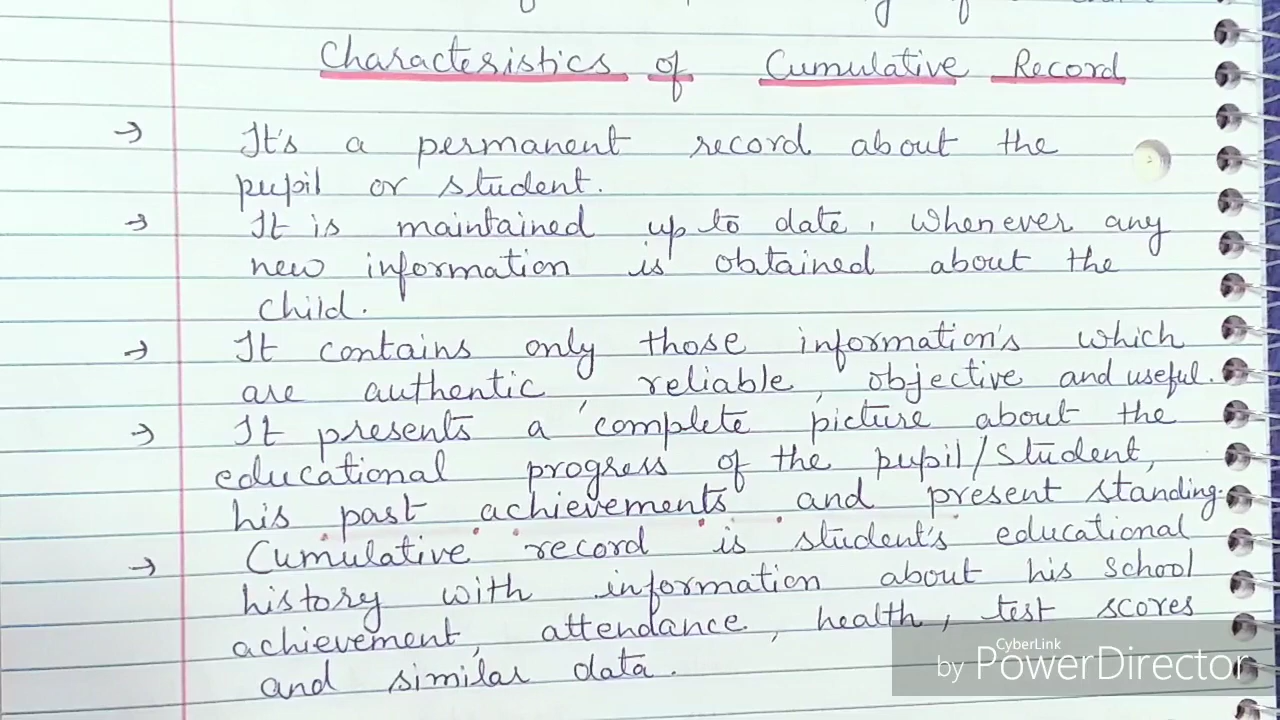 Characteristics of Cumulative Record
→ It's a permanent record about the
pupil or student.
→ It is maintained up to date, whenever any
new information is obtained about the
child.
→ It contains only those information's which
are authentic, reliable, objective and useful.
→ It presents a complete picture about the
educational progress of the pupil/student,
his past achievements and present standing.
→ Cumulative record is student's educational
history with information about his school
achievement, attendance, health, test scores
and similar data.
CyberLink
by PowerDirector